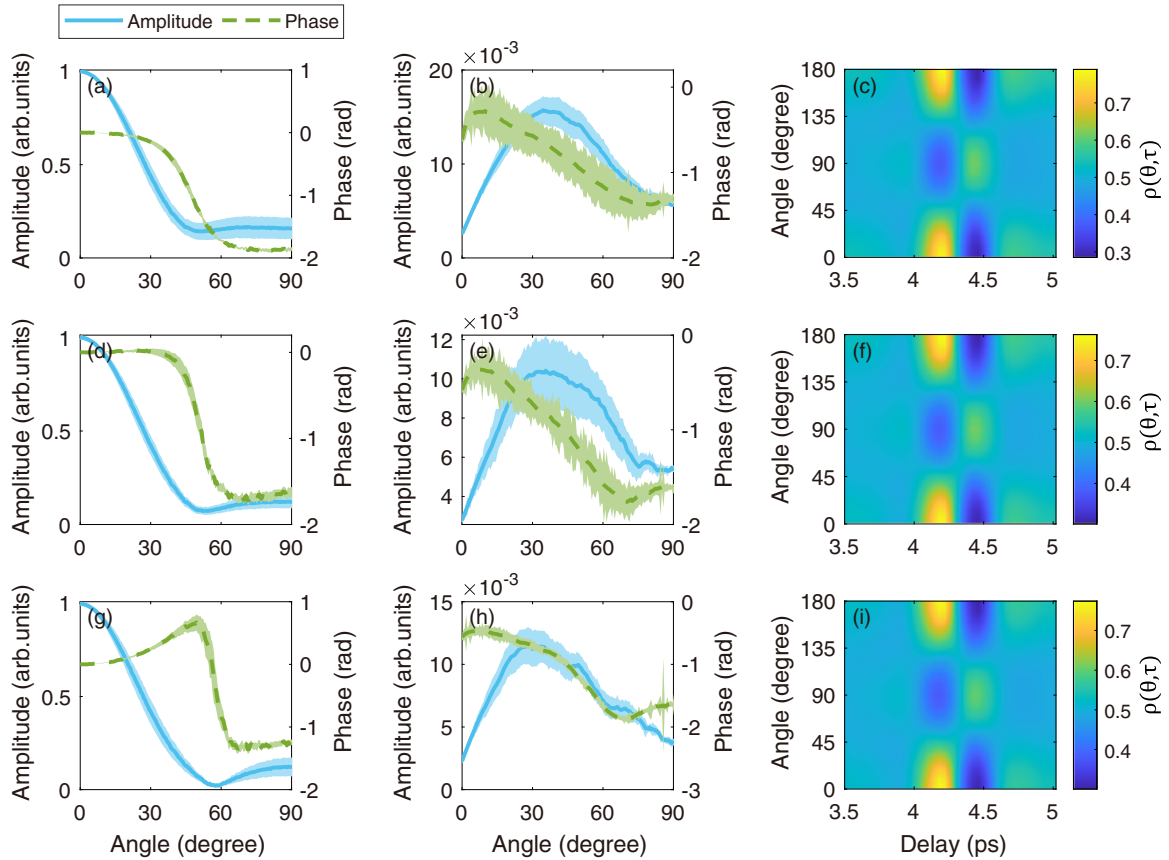 Amplitude Phase
(a)
Amplitude (arb.units)
1
0.5
0
1
0
-1
-2
Phase (rad)
0 30 60 90
×10⁻³
(b)
Amplitude (arb.units)
20
15
10
5
0
0
-1
-2
Phase (rad)
0 30 60 90
(c)
Angle (degree)
180
135
90
45
0
3.5 4 4.5 5
0.7
0.6
0.5
0.4
0.3
ρ(θ,τ)
(d)
Amplitude (arb.units)
1
0.5
0
0
-1
-2
Phase (rad)
0 30 60 90
×10⁻³
(e)
Amplitude (arb.units)
12
10
8
6
4
0
-1
-2
Phase (rad)
0 30 60 90
(f)
Angle (degree)
180
135
90
45
0
3.5 4 4.5 5
0.7
0.6
0.5
0.4
ρ(θ,τ)
(g)
Amplitude (arb.units)
1
0.5
0
1
0
-1
-2
Phase (rad)
0 30 60 90
Angle (degree)
×10⁻³
(h)
Amplitude (arb.units)
15
10
5
0
0
-1
-2
-3
Phase (rad)
0 30 60 90
Angle (degree)
(i)
Angle (degree)
180
135
90
45
0
3.5 4 4.5 5
Delay (ps)
0.7
0.6
0.5
0.4
ρ(θ,τ)